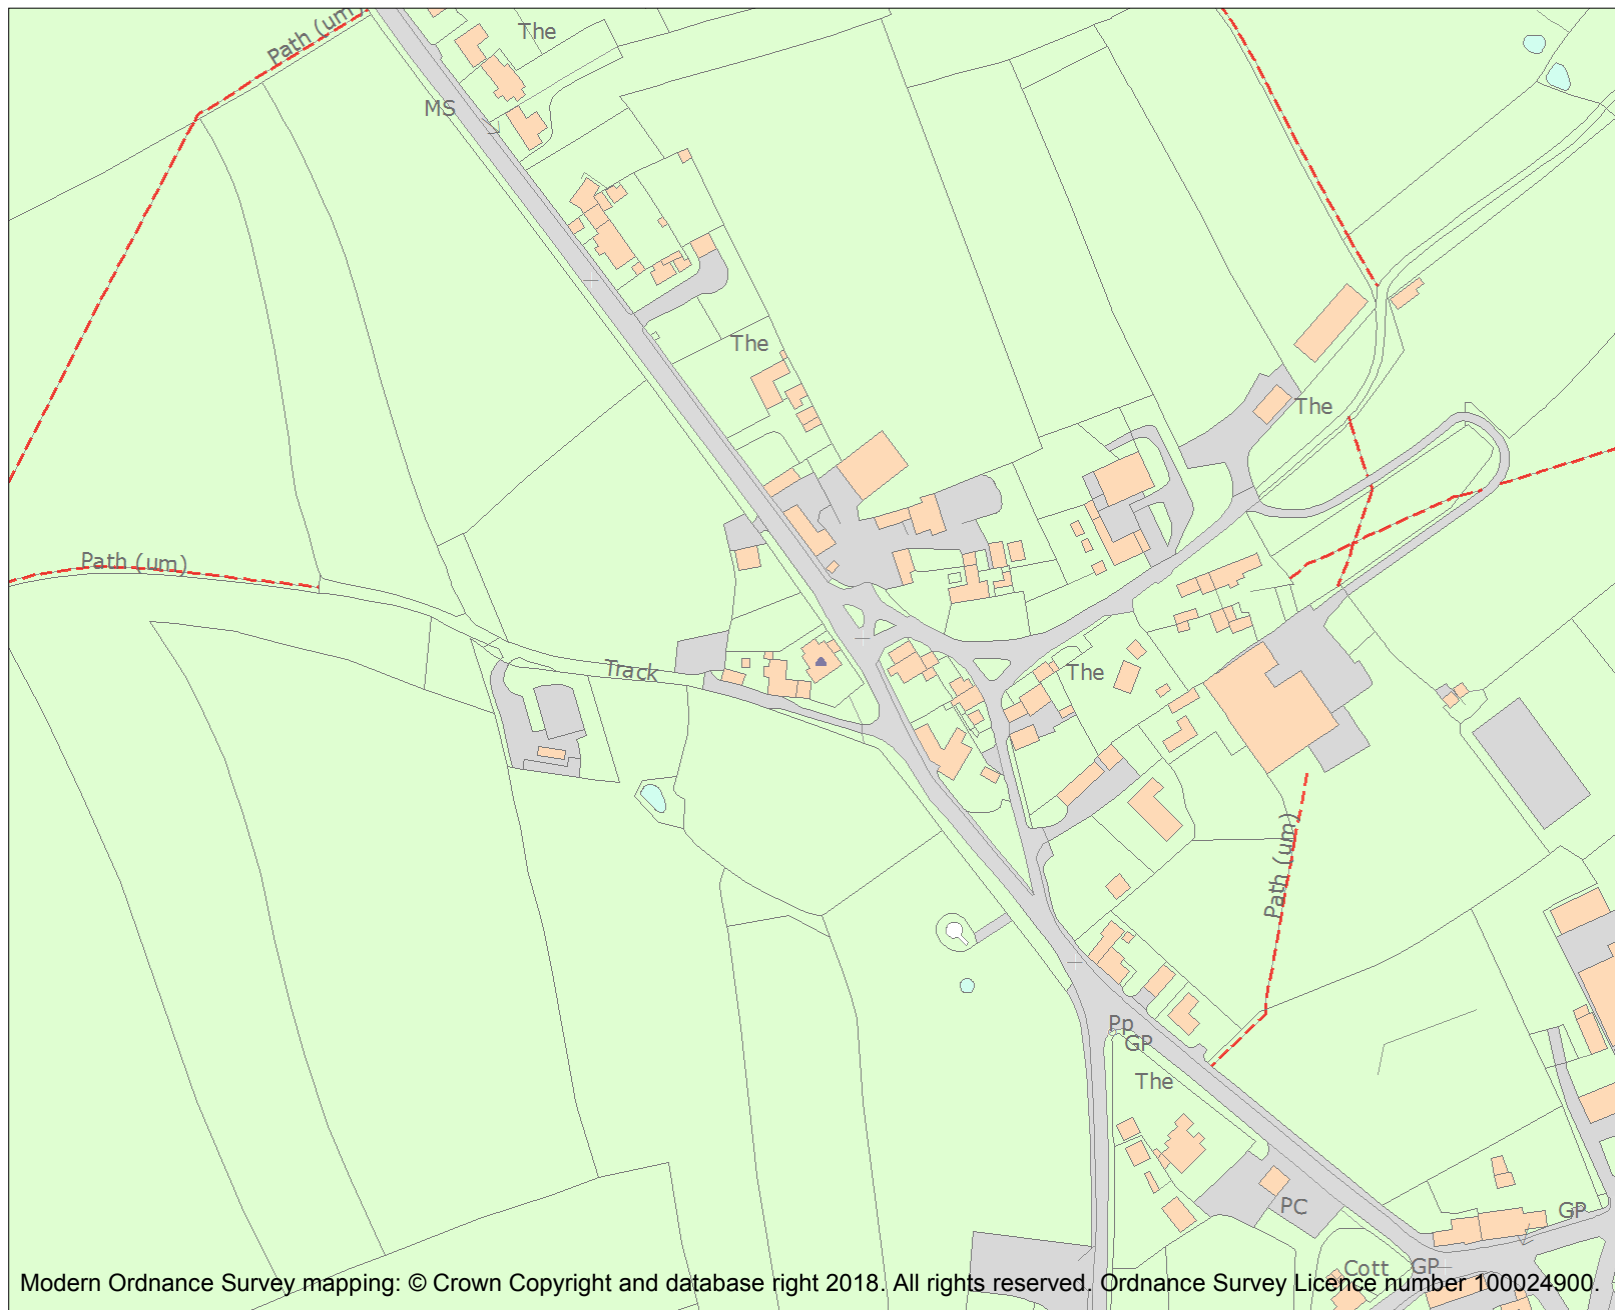 Path (um)
The
MS
The
The
Path (um)
Track
The
Path (um)
Pp
GP
The
PC
GP
Cott
GP
Modern Ordnance Survey mapping: © Crown Copyright and database right 2018. All rights reserved. Ordnance Survey Licence number 100024900.